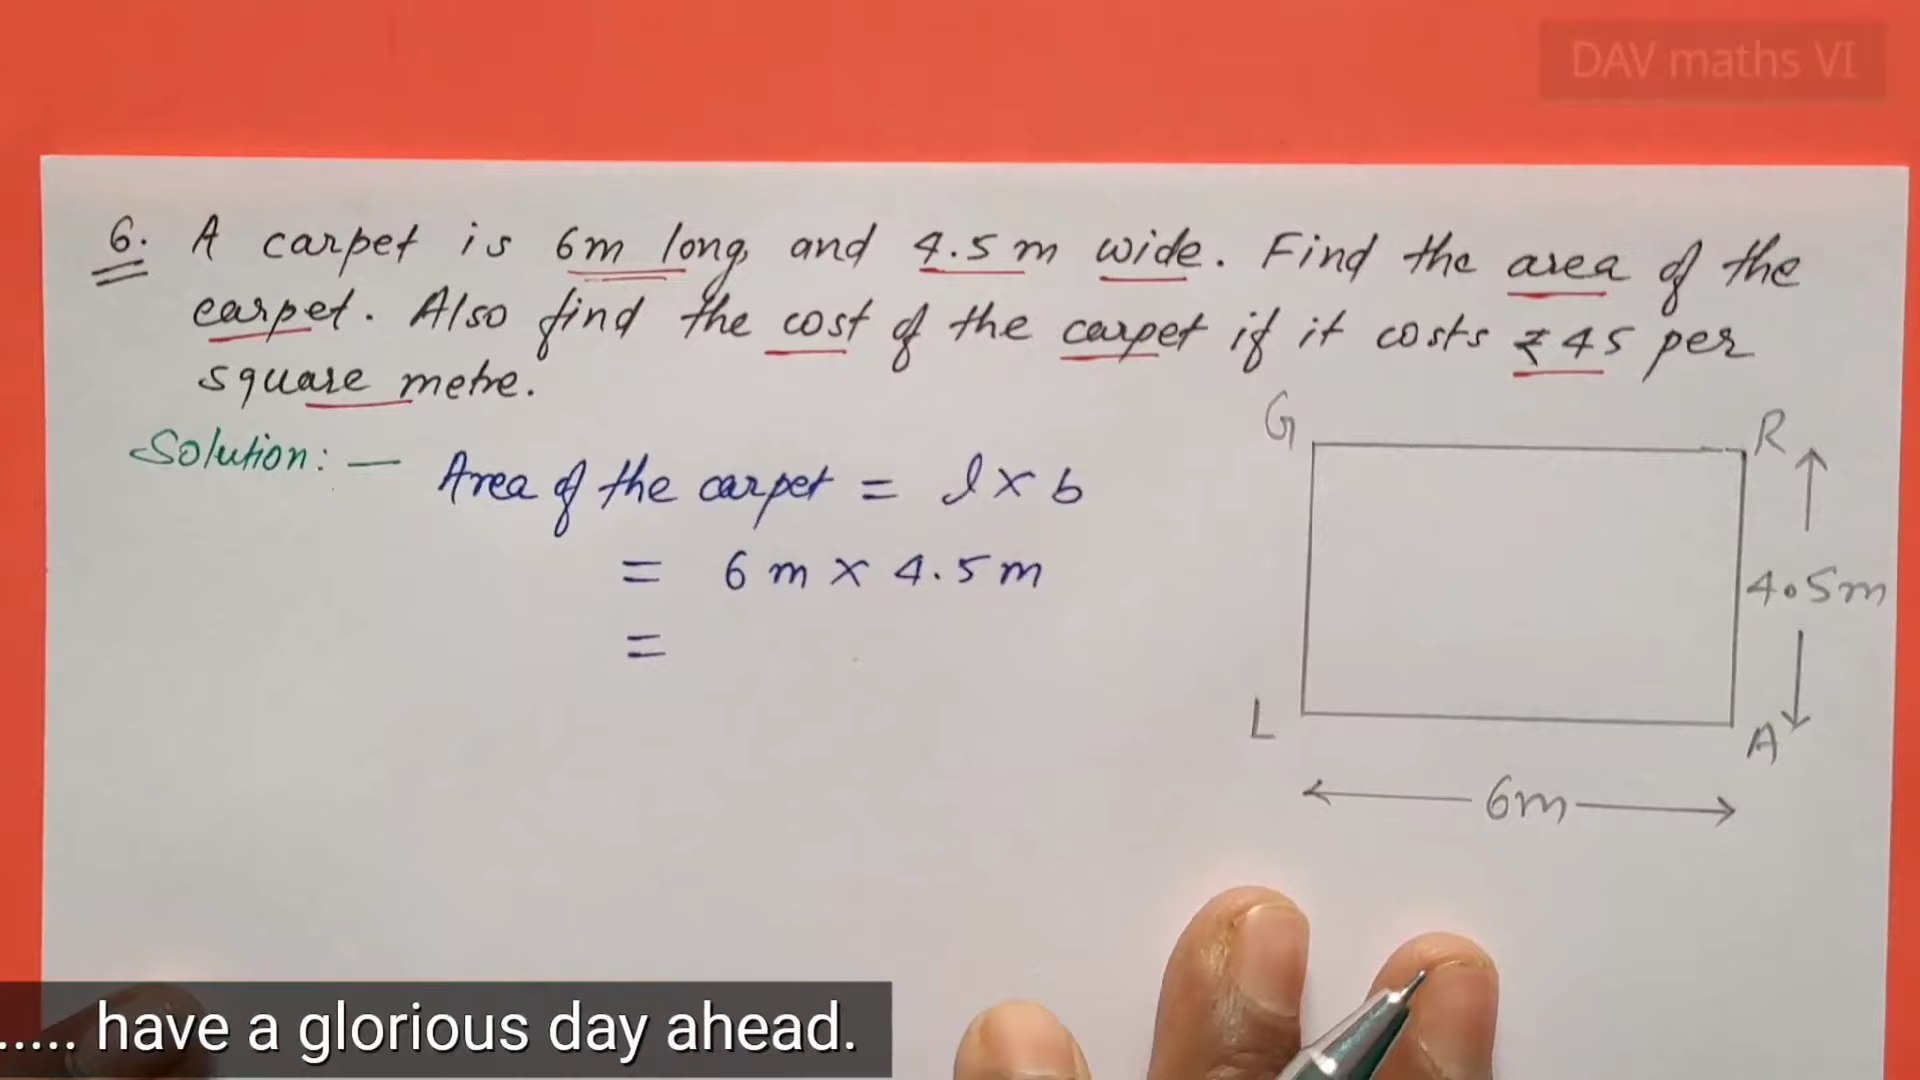 DAV maths VI
6. A carpet is 6m long, and 4.5 m wide. Find the area of the
carpet. Also find the cost of the carpet if it costs ₹45 per
square metre.
Solution: — Area of the carpet = l × b
= 6 m × 4.5 m
=
G R
4.5m
L A
6m
..... have a glorious day ahead.